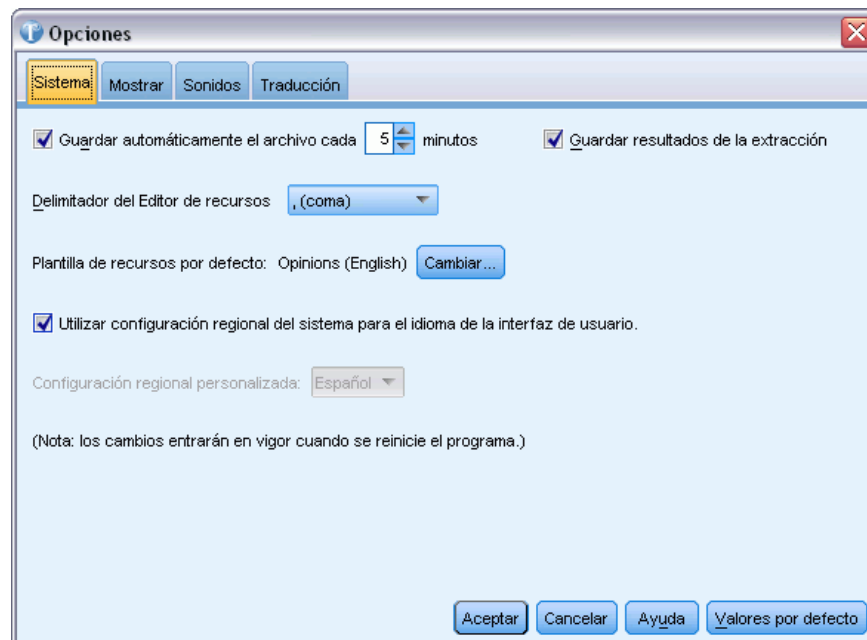 Opciones
Sistema Mostrar Sonidos Traducción
Guardar automáticamente el archivo cada 5 minutos Guardar resultados de la extracción
Delimitador del Editor de recursos , (coma)
Plantilla de recursos por defecto: Opinions (English) Cambiar...
Utilizar configuración regional del sistema para el idioma de la interfaz de usuario.
Configuración regional personalizada: Español
(Nota: los cambios entrarán en vigor cuando se reinicie el programa.)
Aceptar Cancelar Ayuda Valores por defecto